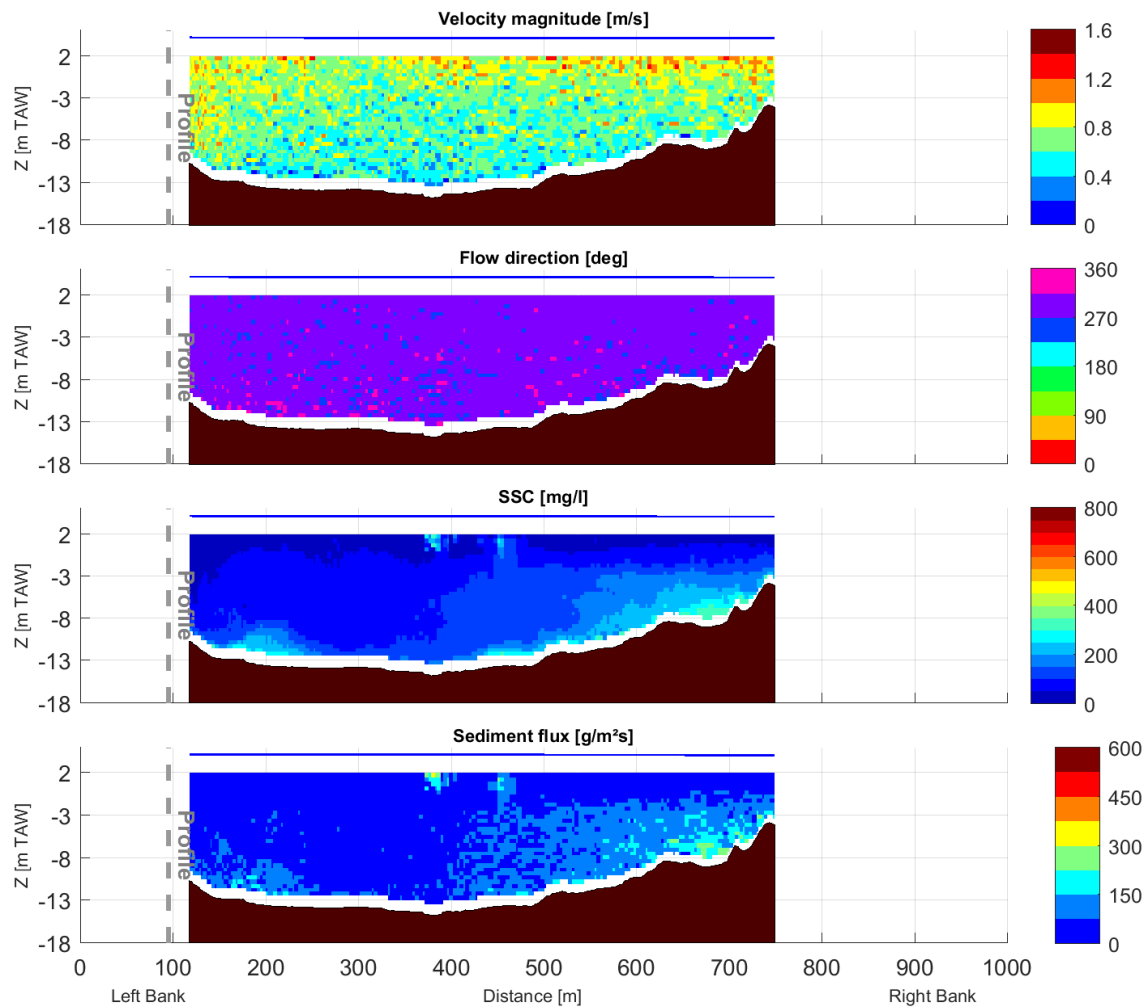 Velocity magnitude [m/s]
Z [m TAW]
2
-3
-8
-13
-18
Profile
1.6
1.2
0.8
0.4
0
Flow direction [deg]
Z [m TAW]
2
-3
-8
-13
-18
Profile
360
270
180
90
0
SSC [mg/l]
Z [m TAW]
2
-3
-8
-13
-18
Profile
800
600
400
200
0
Sediment flux [g/m²s]
Z [m TAW]
2
-3
-8
-13
-18
Profile
600
450
300
150
0
0 100 200 300 400 500 600 700 800 900 1000
Left Bank Distance [m] Right Bank